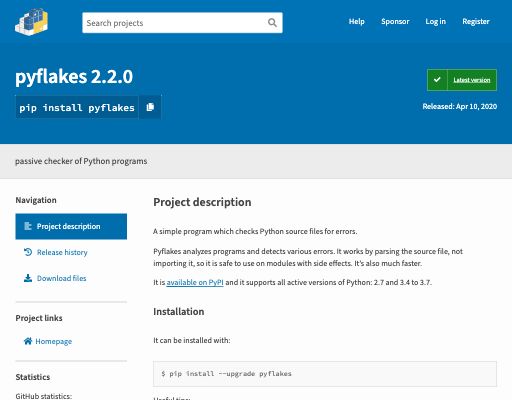 Search projects
Help
Sponsor
Log in
Register
pyflakes 2.2.0
Latest version
pip install pyflakes
Released: Apr 10, 2020
passive checker of Python programs
Navigation
Project description
Release history
Download files
Project links
Homepage
Statistics
GitHub statistics:
Project description
A simple program which checks Python source files for errors.
Pyflakes analyzes programs and detects various errors. It works by parsing the source file, not
importing it, so it is safe to use on modules with side effects. It's also much faster.
It is available on PyPI and it supports all active versions of Python: 2.7 and 3.4 to 3.7.
Installation
It can be installed with:
$ pip install --upgrade pyflakes
Useful tips: